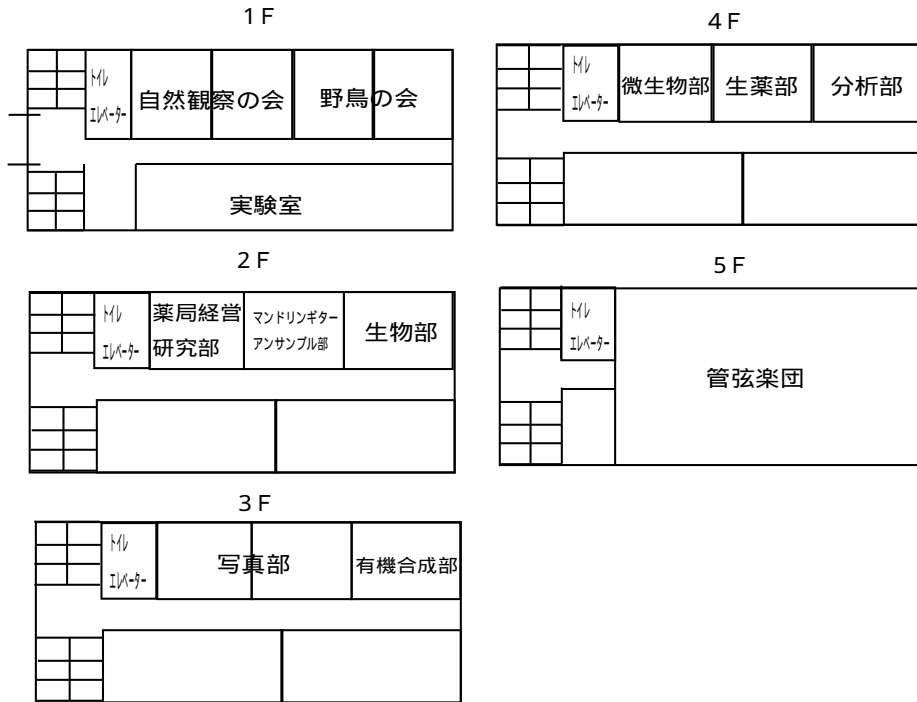 1F
トイレ
エレベーター
自然観察の会
野鳥の会
実験室
2F
トイレ
エレベーター
薬局経営
研究部
マンドリンギター
アンサンブル部
生物部
3F
トイレ
エレベーター
写真部
有機合成部
4F
トイレ
エレベーター
微生物部
生薬部
分析部
5F
トイレ
エレベーター
管弦楽団